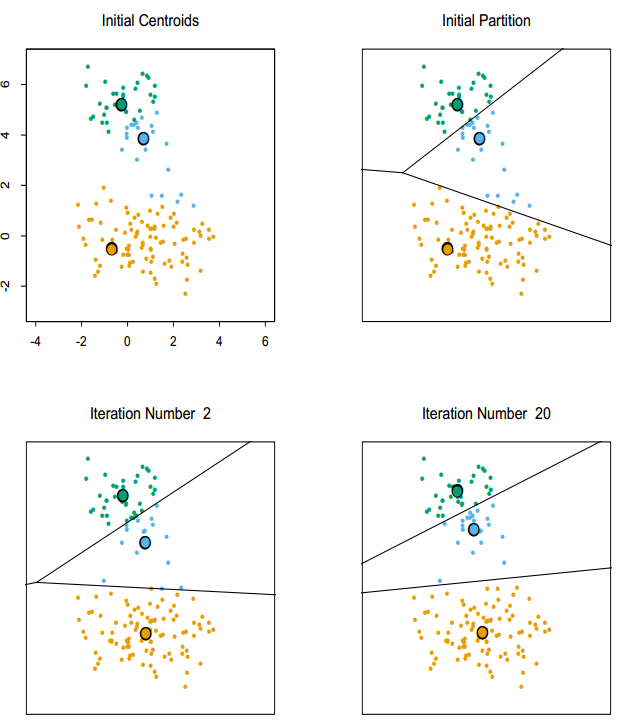 Initial Centroids
Initial Partition
6
4
2
0
-2
-4 -2 0 2 4 6
Iteration Number 2
Iteration Number 20